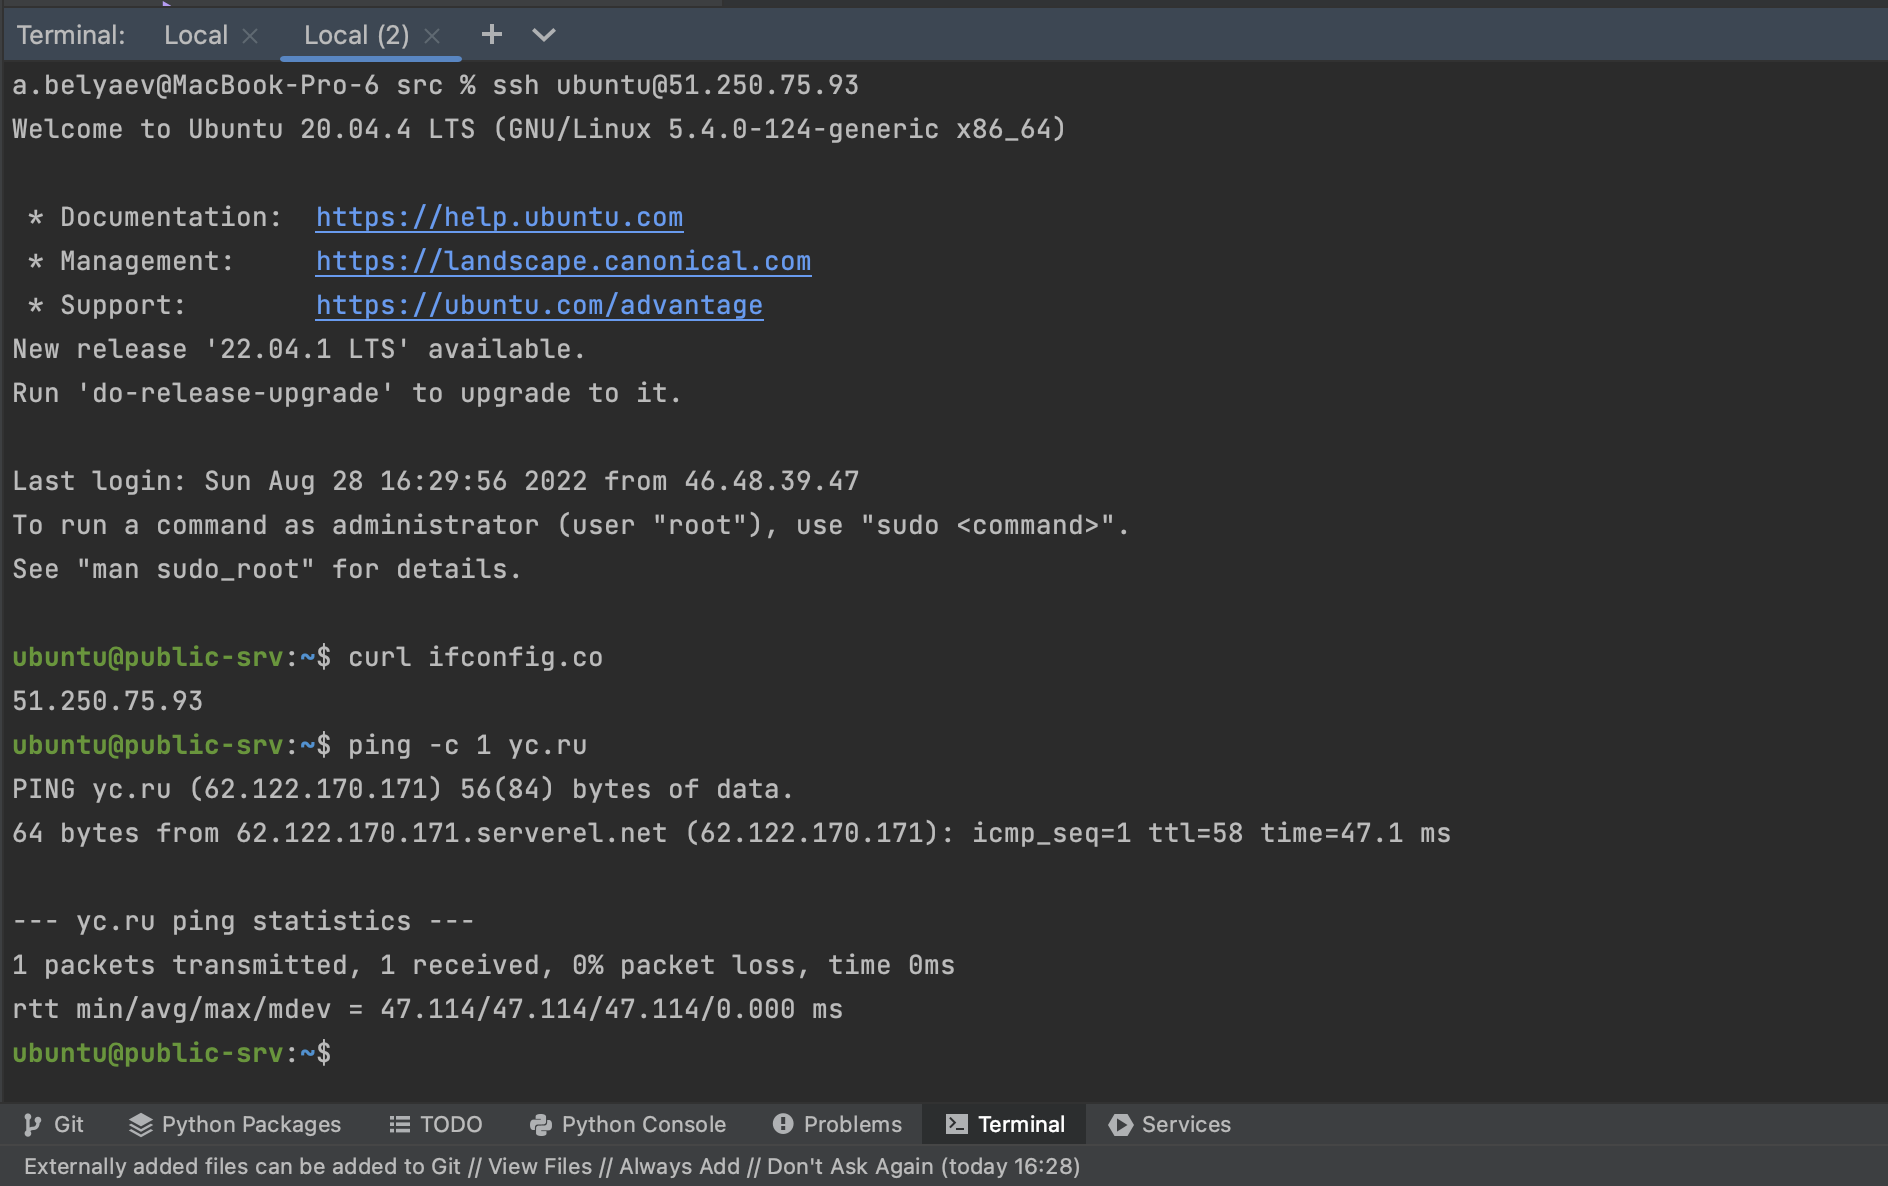 Terminal: Local Local (2)
a.belyaev@MacBook-Pro-6 src % ssh ubuntu@51.250.75.93
Welcome to Ubuntu 20.04.4 LTS (GNU/Linux 5.4.0-124-generic x86_64)
* Documentation:  https://help.ubuntu.com
* Management:     https://landscape.canonical.com
* Support:        https://ubuntu.com/advantage
New release '22.04.1 LTS' available.
Run 'do-release-upgrade' to upgrade to it.
Last login: Sun Aug 28 16:29:56 2022 from 46.48.39.47
To run a command as administrator (user "root"), use "sudo <command>".
See "man sudo_root" for details.
ubuntu@public-srv:~$ curl ifconfig.co
51.250.75.93
ubuntu@public-srv:~$ ping -c 1 yc.ru
PING yc.ru (62.122.170.171) 56(84) bytes of data.
64 bytes from 62.122.170.171.serverel.net (62.122.170.171): icmp_seq=1 ttl=58 time=47.1 ms
--- yc.ru ping statistics ---
1 packets transmitted, 1 received, 0% packet loss, time 0ms
rtt min/avg/max/mdev = 47.114/47.114/47.114/0.000 ms
ubuntu@public-srv:~$
Git Python Packages TODO Python Console Problems Terminal Services
Externally added files can be added to Git // View Files // Always Add // Don't Ask Again (today 16:28)